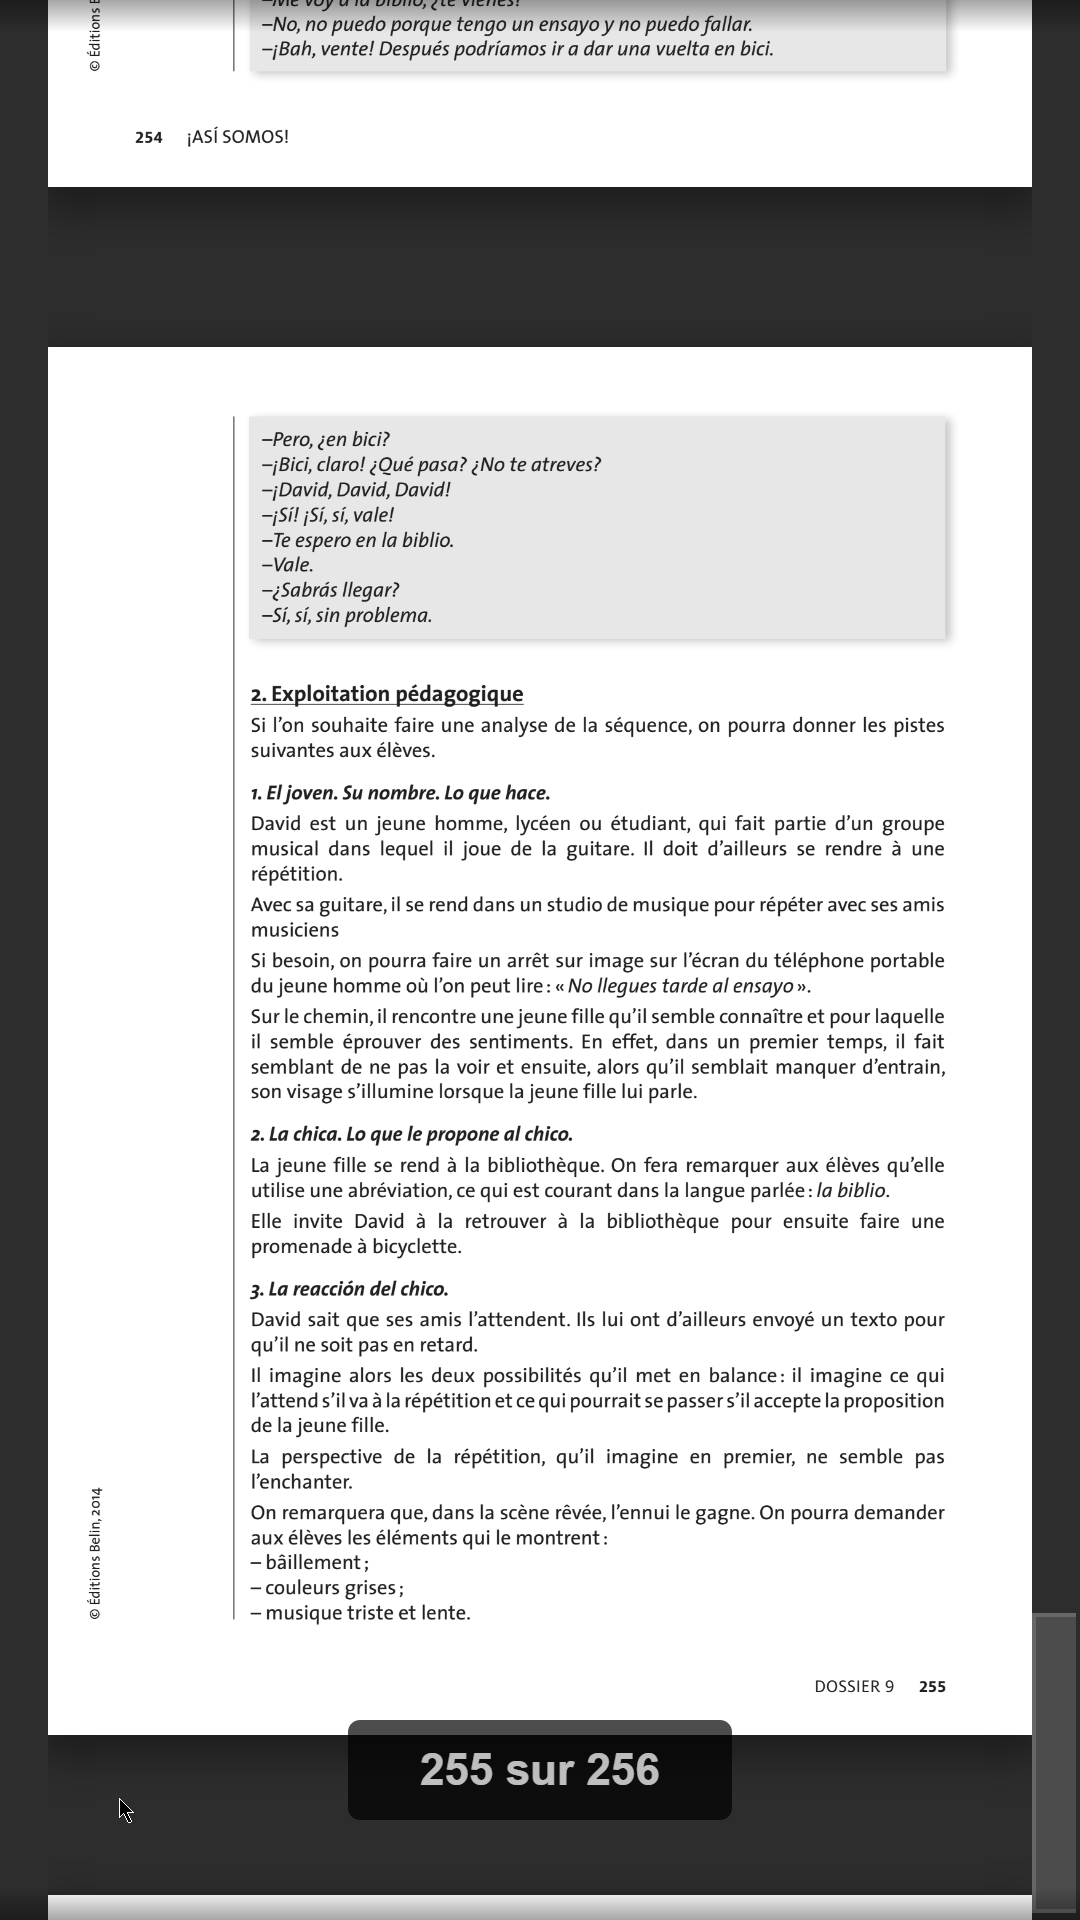 –Me voy a la biblio, ¿te vienes?
–No, no puedo porque tengo un ensayo y no puedo fallar.
–¡Bah, vente! Después podríamos ir a dar una vuelta en bici.
© Éditions B
254 ¡ASÍ SOMOS!
–Pero, ¿en bici?
–¡Bici, claro! ¿Qué pasa? ¿No te atreves?
–¡David, David, David!
–¡Sí! ¡Sí, sí, vale!
–Te espero en la biblio.
–Vale.
–¿Sabrás llegar?
–Sí, sí, sin problema.
2. Exploitation pédagogique
Si l’on souhaite faire une analyse de la séquence, on pourra donner les pistes
suivantes aux élèves.
1. El joven. Su nombre. Lo que hace.
David est un jeune homme, lycéen ou étudiant, qui fait partie d’un groupe
musical dans lequel il joue de la guitare. Il doit d’ailleurs se rendre à une
répétition.
Avec sa guitare, il se rend dans un studio de musique pour répéter avec ses amis
musiciens
Si besoin, on pourra faire un arrêt sur image sur l’écran du téléphone portable
du jeune homme où l’on peut lire : « No llegues tarde al ensayo ».
Sur le chemin, il rencontre une jeune fille qu’il semble connaître et pour laquelle
il semble éprouver des sentiments. En effet, dans un premier temps, il fait
semblant de ne pas la voir et ensuite, alors qu’il semblait manquer d’entrain,
son visage s’illumine lorsque la jeune fille lui parle.
2. La chica. Lo que le propone al chico.
La jeune fille se rend à la bibliothèque. On fera remarquer aux élèves qu’elle
utilise une abréviation, ce qui est courant dans la langue parlée : la biblio.
Elle invite David à la retrouver à la bibliothèque pour ensuite faire une
promenade à bicyclette.
3. La reacción del chico.
David sait que ses amis l’attendent. Ils lui ont d’ailleurs envoyé un texto pour
qu’il ne soit pas en retard.
Il imagine alors les deux possibilités qu’il met en balance : il imagine ce qui
l’attend s’il va à la répétition et ce qui pourrait se passer s’il accepte la proposition
de la jeune fille.
La perspective de la répétition, qu’il imagine en premier, ne semble pas
l’enchanter.
On remarquera que, dans la scène rêvée, l’ennui le gagne. On pourra demander
aux élèves les éléments qui le montrent :
– bâillement ;
– couleurs grises ;
– musique triste et lente.
© Éditions Belin, 2014
DOSSIER 9 255
255 sur 256